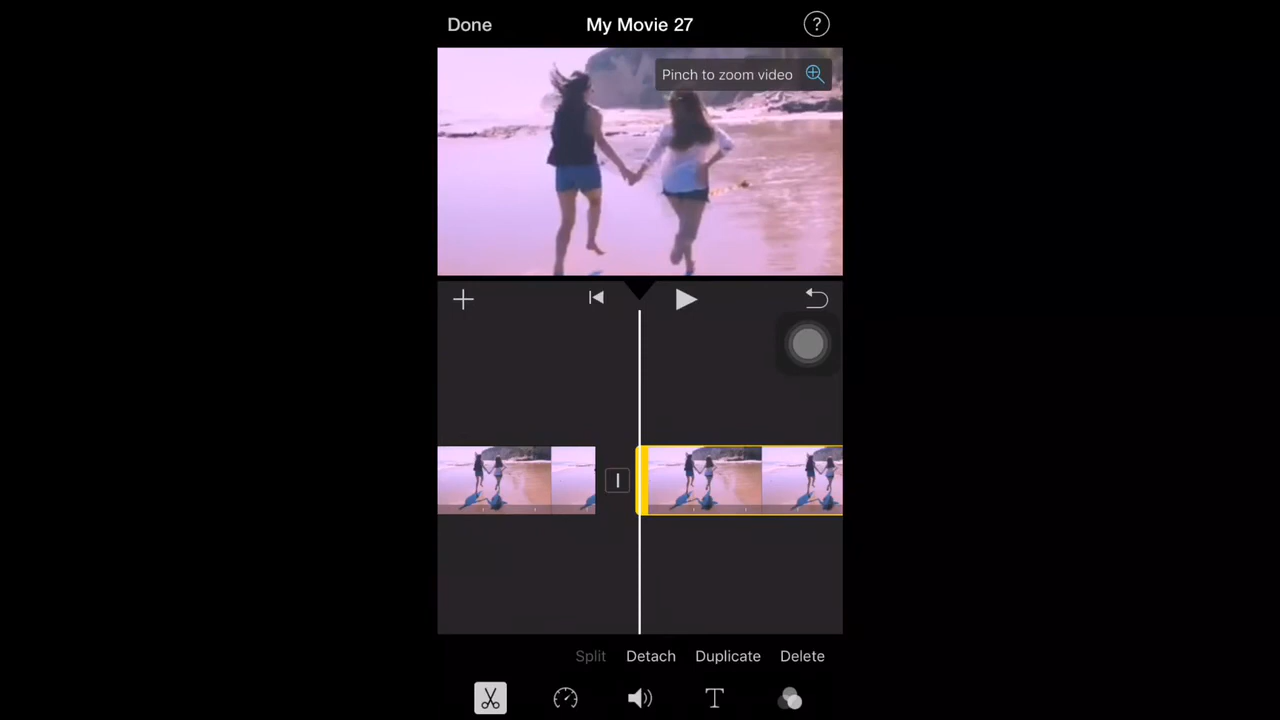 Done My Movie 27 ?
Pinch to zoom video
Split Detach Duplicate Delete
T